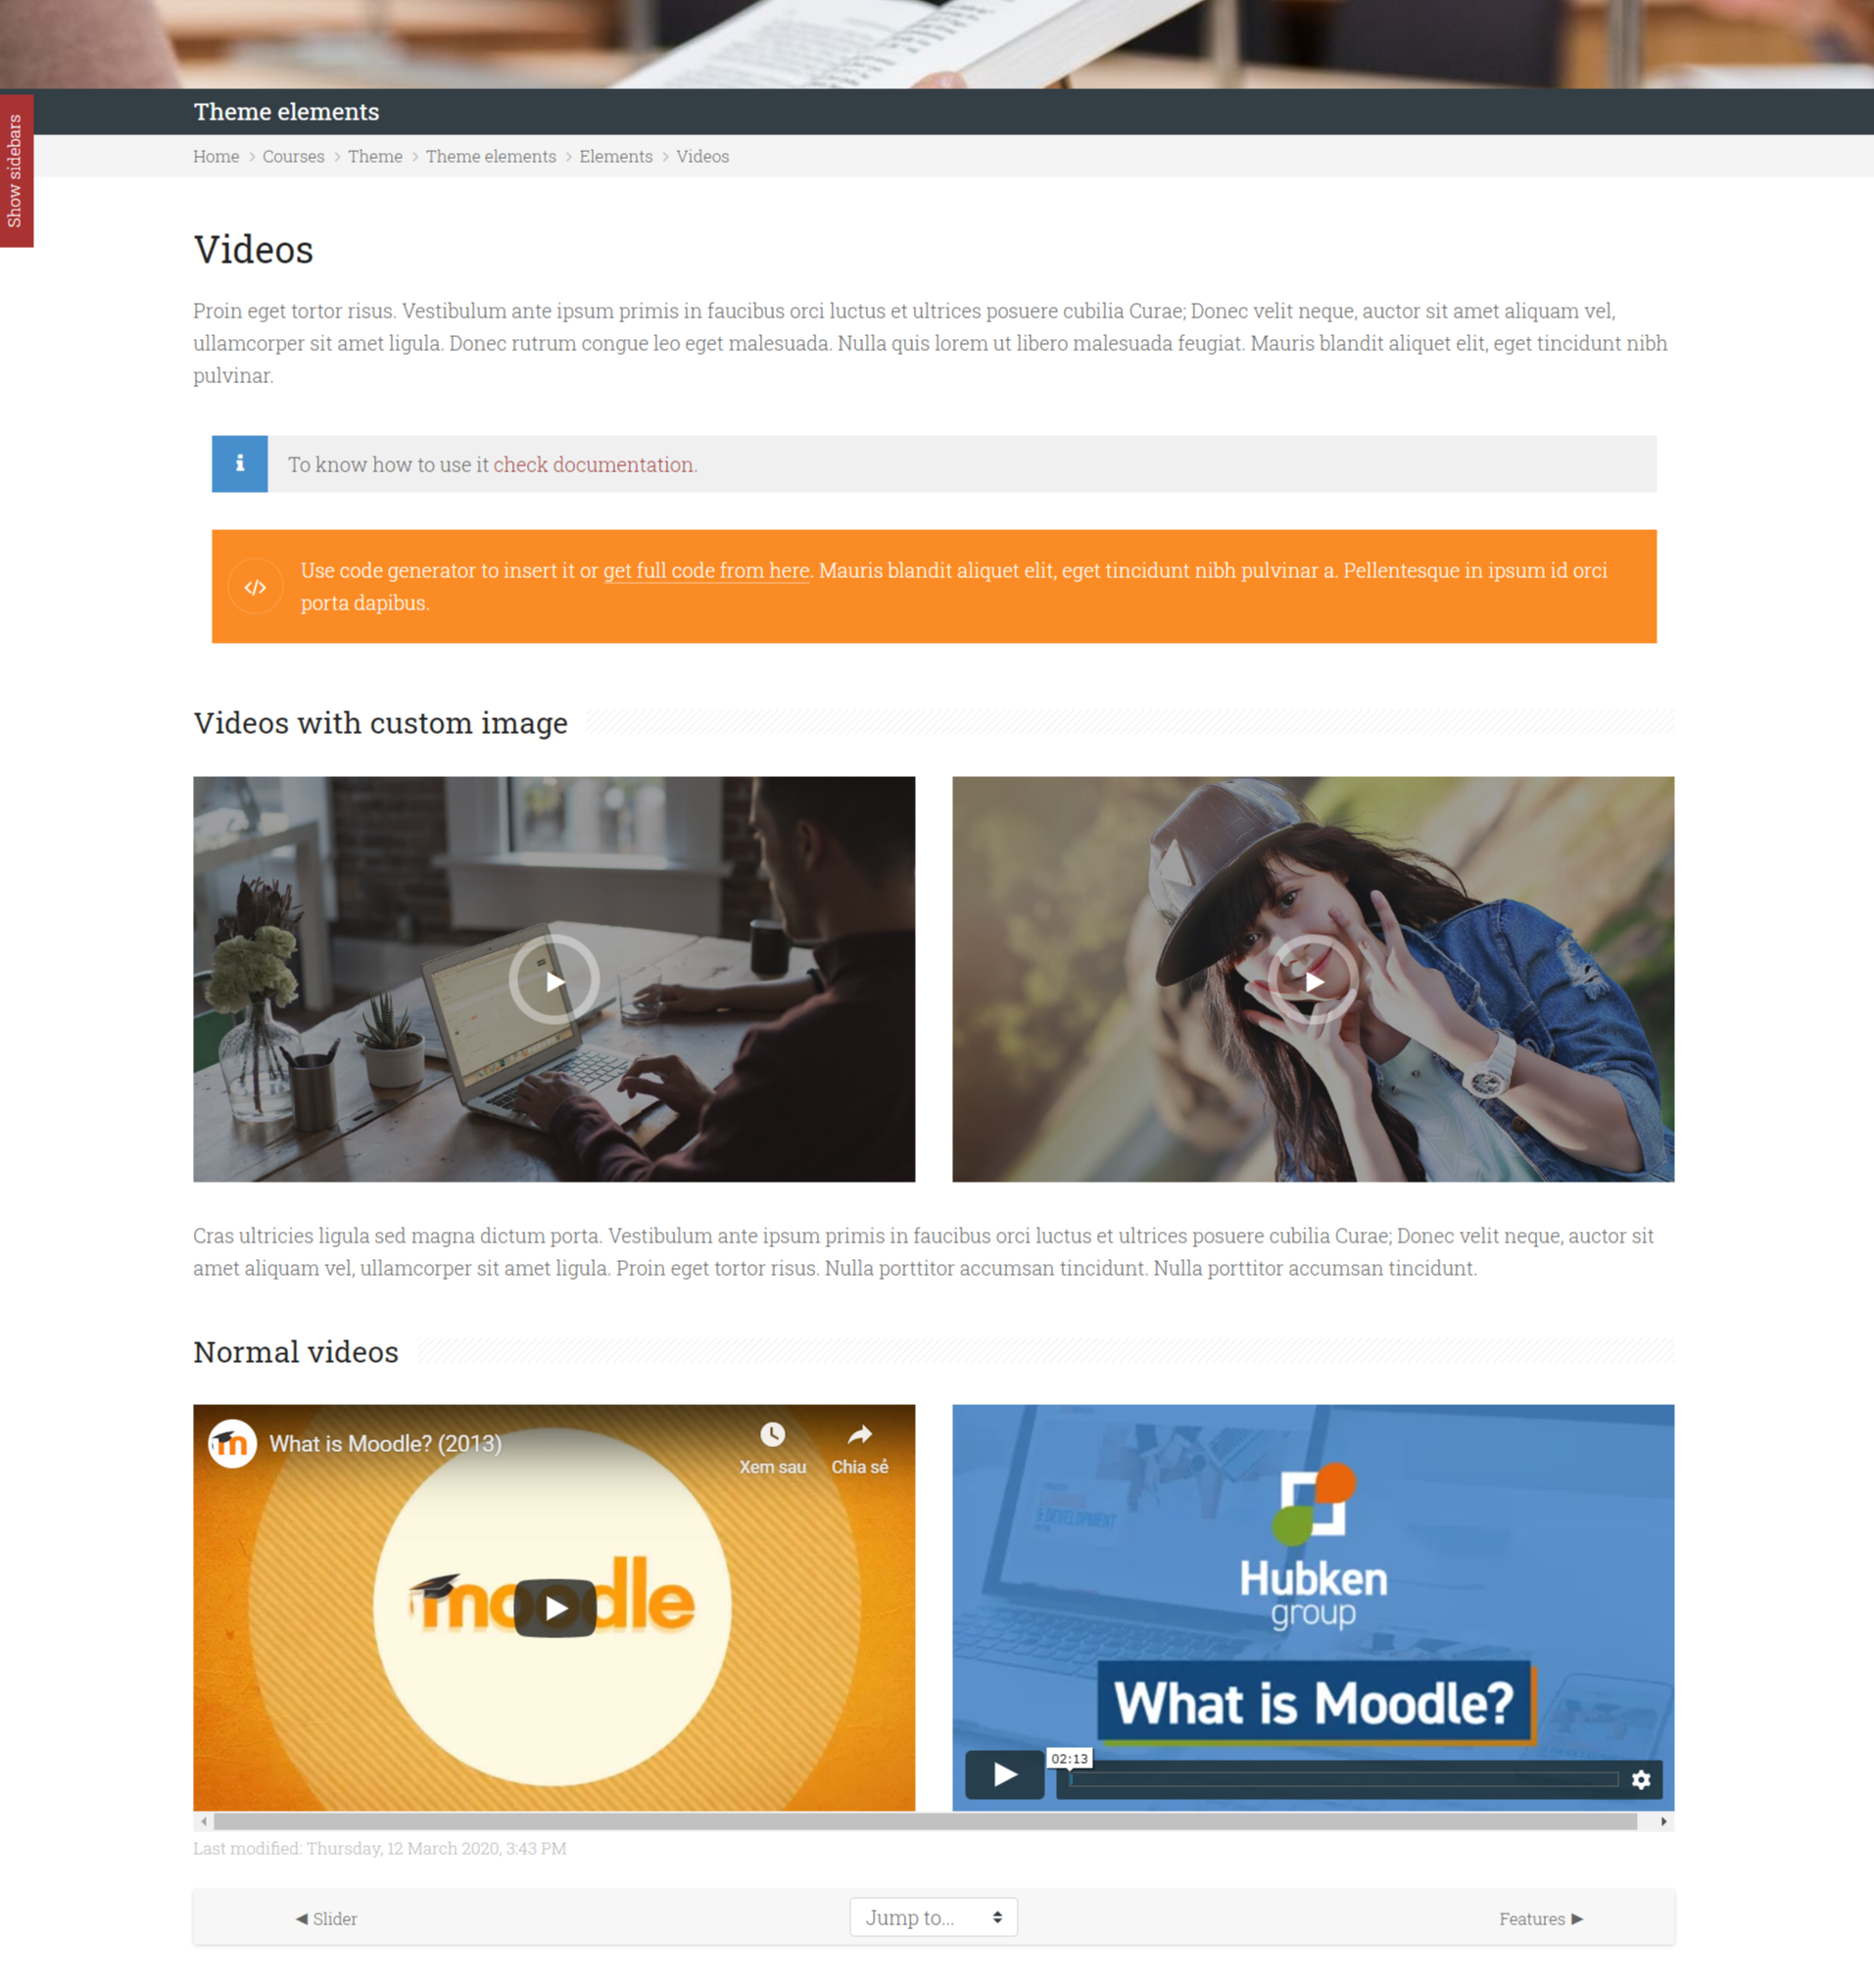 Theme elements
Show sidebars
Home > Courses > Theme > Theme elements > Elements > Videos
Videos
Proin eget tortor risus. Vestibulum ante ipsum primis in faucibus orci luctus et ultrices posuere cubilia Curae; Donec velit neque, auctor sit amet aliquam vel,
ullamcorper sit amet ligula. Donec rutrum congue leo eget malesuada. Nulla quis lorem ut libero malesuada feugiat. Mauris blandit aliquet elit, eget tincidunt nibh
pulvinar.
To know how to use it check documentation.
Use code generator to insert it or get full code from here. Mauris blandit aliquet elit, eget tincidunt nibh pulvinar a. Pellentesque in ipsum id orci
porta dapibus.
Videos with custom image
Cras ultricies ligula sed magna dictum porta. Vestibulum ante ipsum primis in faucibus orci luctus et ultrices posuere cubilia Curae; Donec velit neque, auctor sit
amet aliquam vel, ullamcorper sit amet ligula. Proin eget tortor risus. Nulla porttitor accumsan tincidunt. Nulla porttitor accumsan tincidunt.
Normal videos
What is Moodle? (2013)
Xem sau Chia sẻ
moodle
& DEVELOPMENT
Hubken
group
What is Moodle?
02:13
Last modified: Thursday, 12 March 2020, 3:43 PM
◄ Slider
Jump to...
Features ►